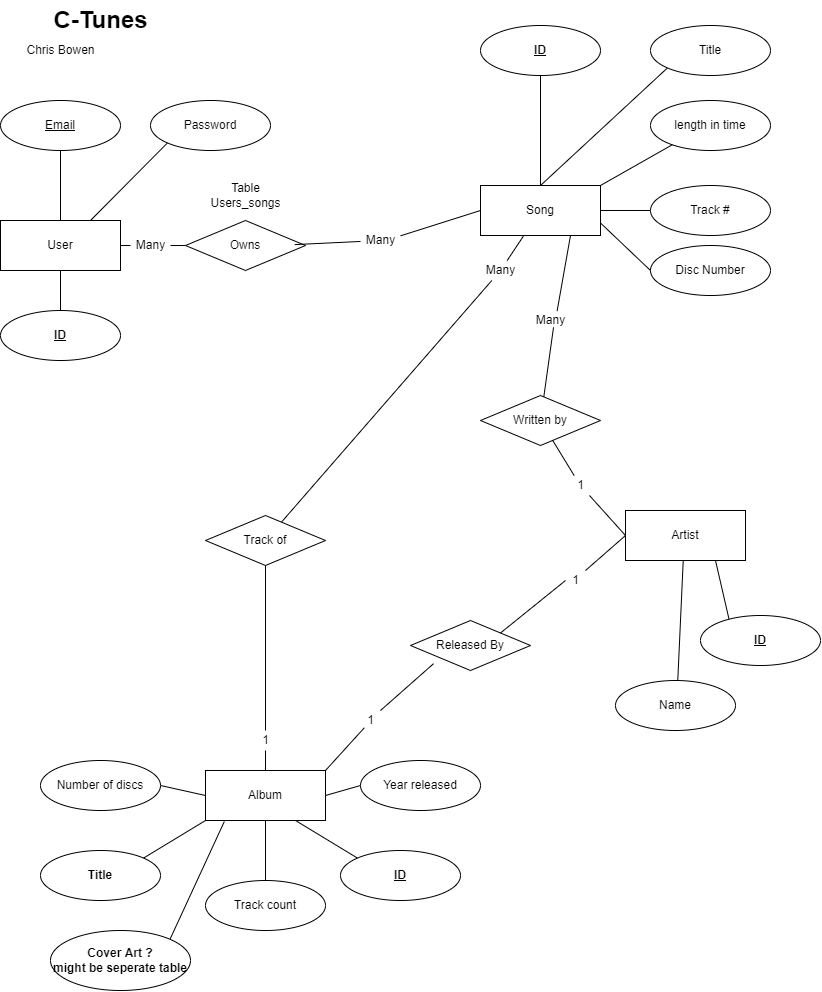 C-Tunes
Chris Bowen
ID
Title
Email
Password
length in time
Table
Users_songs
Song
Track #
User
Many
Owns
Many
Many
Disc Number
ID
Many
Written by
1
Track of
Artist
1
Released By
ID
Name
1
1
Number of discs
Album
Year released
Title
ID
Track count
Cover Art ?
might be seperate table